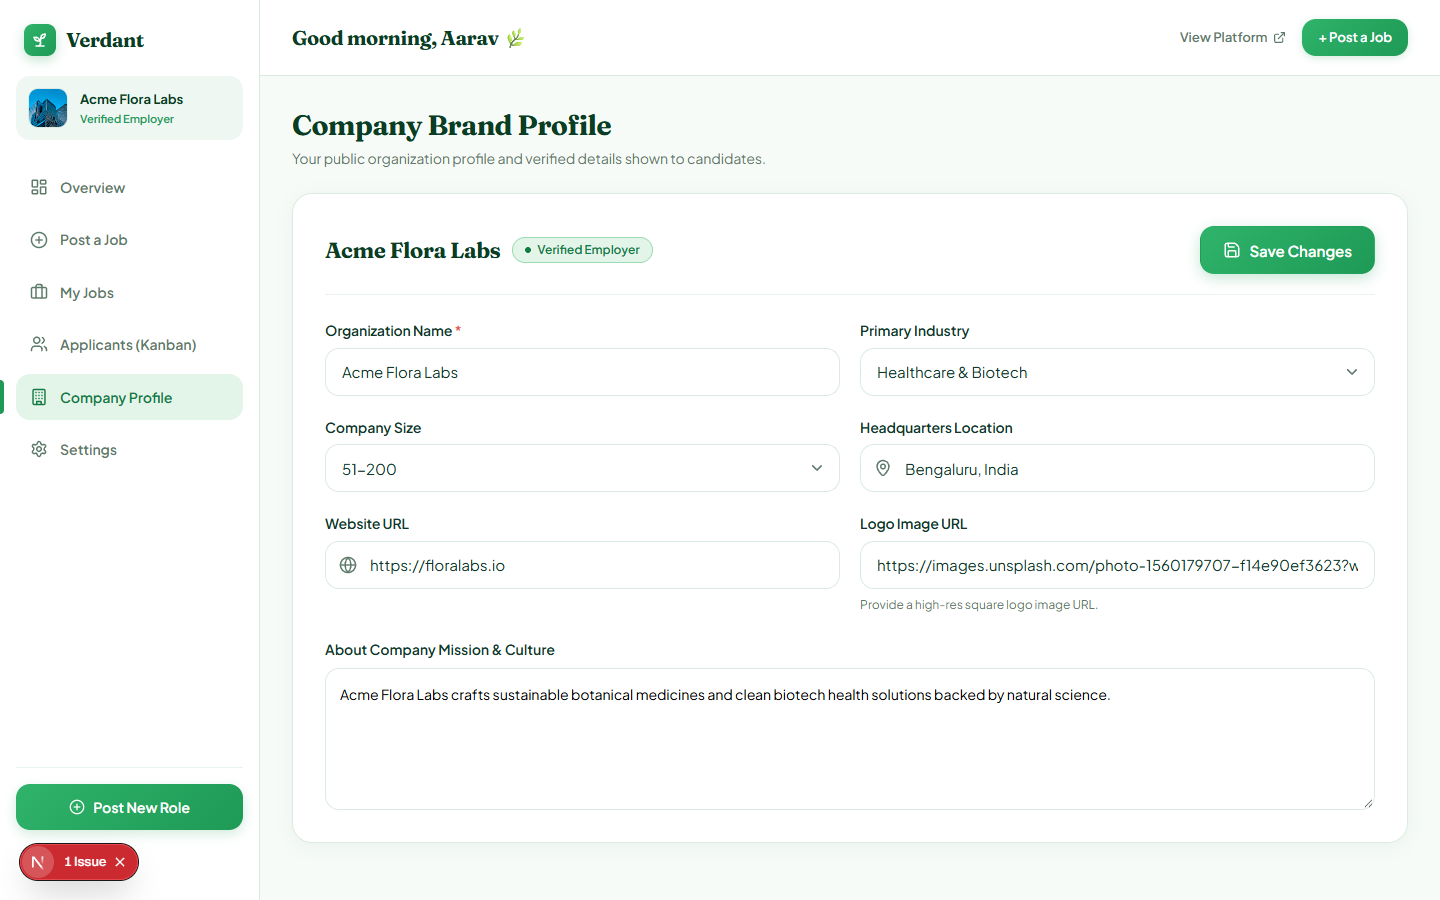 Verdant
Acme Flora Labs
Verified Employer
Overview
Post a Job
My Jobs
Applicants (Kanban)
Company Profile
Settings
Post New Role
N
1 Issue
Good morning, Aarav
View Platform
+ Post a Job
Company Brand Profile
Your public organization profile and verified details shown to candidates.
Acme Flora Labs
Verified Employer
Save Changes
Organization Name *
Acme Flora Labs
Primary Industry
Healthcare & Biotech
Company Size
51–200
Headquarters Location
Bengaluru, India
Website URL
https://floralabs.io
Logo Image URL
https://images.unsplash.com/photo-1560179707-f14e90ef3623?w
Provide a high-res square logo image URL.
About Company Mission & Culture
Acme Flora Labs crafts sustainable botanical medicines and clean biotech health solutions backed by natural science.